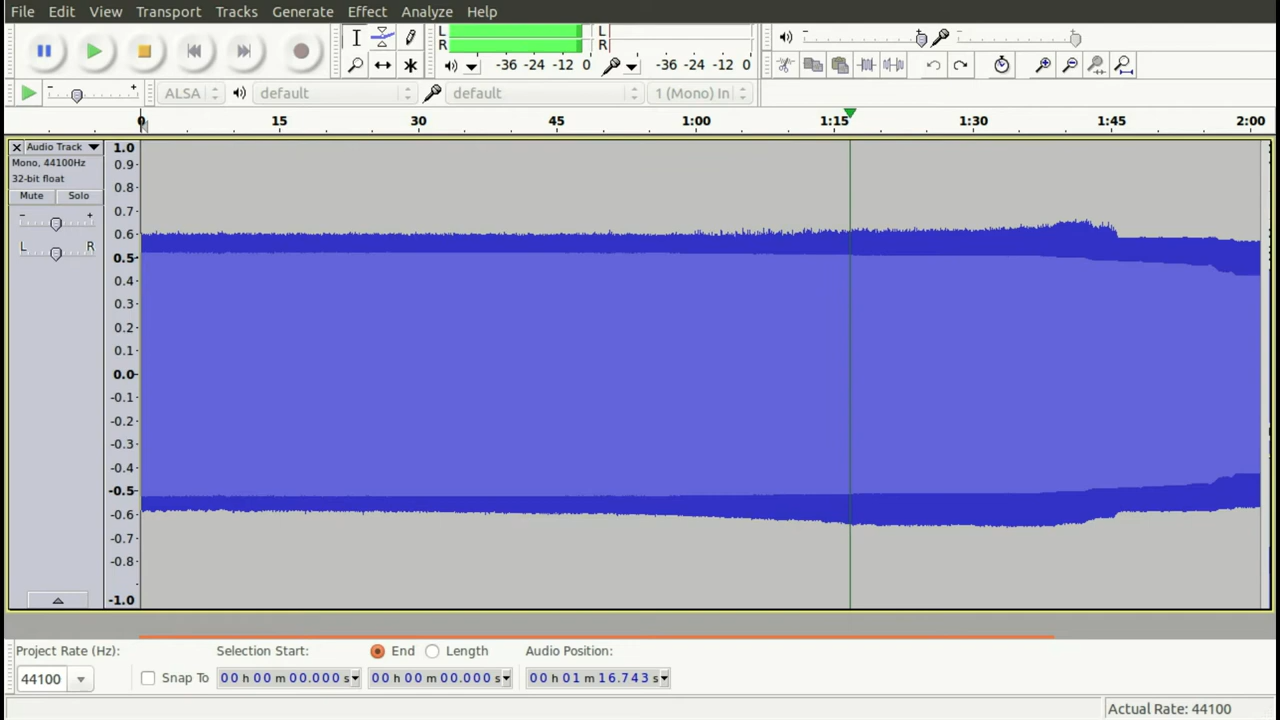 File Edit View Transport Tracks Generate Effect Analyze Help
L
R
-36 -24 -12 0
L
R
-36 -24 -12 0
- +
- +
- +
ALSA default default 1 (Mono) In
0 15 30 45 1:00 1:15 1:30 1:45 2:00
Audio Track
Mono, 44100Hz
32-bit float
Mute Solo
- +
L R
1.0
0.9
0.8
0.7
0.6
0.5
0.4
0.3
0.2
0.1
0.0
-0.1
-0.2
-0.3
-0.4
-0.5
-0.6
-0.7
-0.8
-1.0
Project Rate (Hz): Selection Start: End Length Audio Position:
44100 Snap To 00 h 00 m 00.000 s 00 h 00 m 00.000 s 00 h 01 m 16.743 s
Actual Rate: 44100